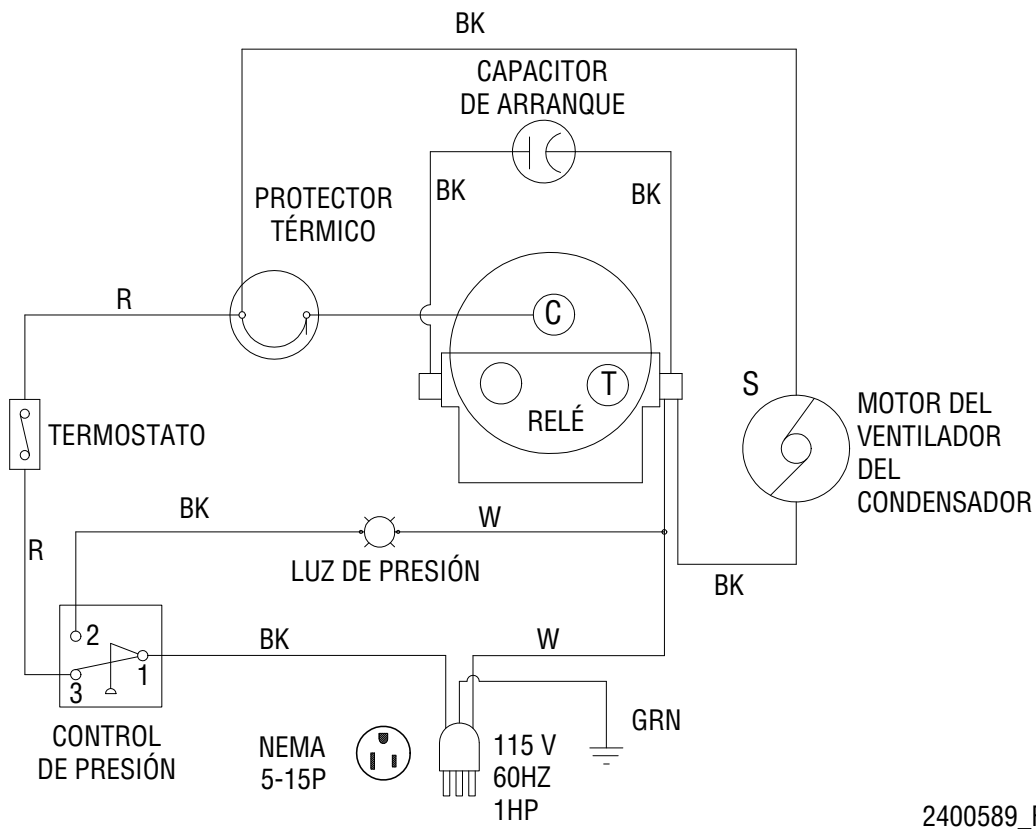 BK
CAPACITOR
DE ARRANQUE
BK
BK
PROTECTOR
TÉRMICO
R
C
T
RELÉ
S
MOTOR DEL
VENTILADOR
DEL
CONDENSADOR
TERMOSTATO
BK
W
R
LUZ DE PRESIÓN
BK
2
1
3
BK
W
CONTROL
DE PRESIÓN
NEMA
5-15P
115 V
60HZ
1HP
GRN